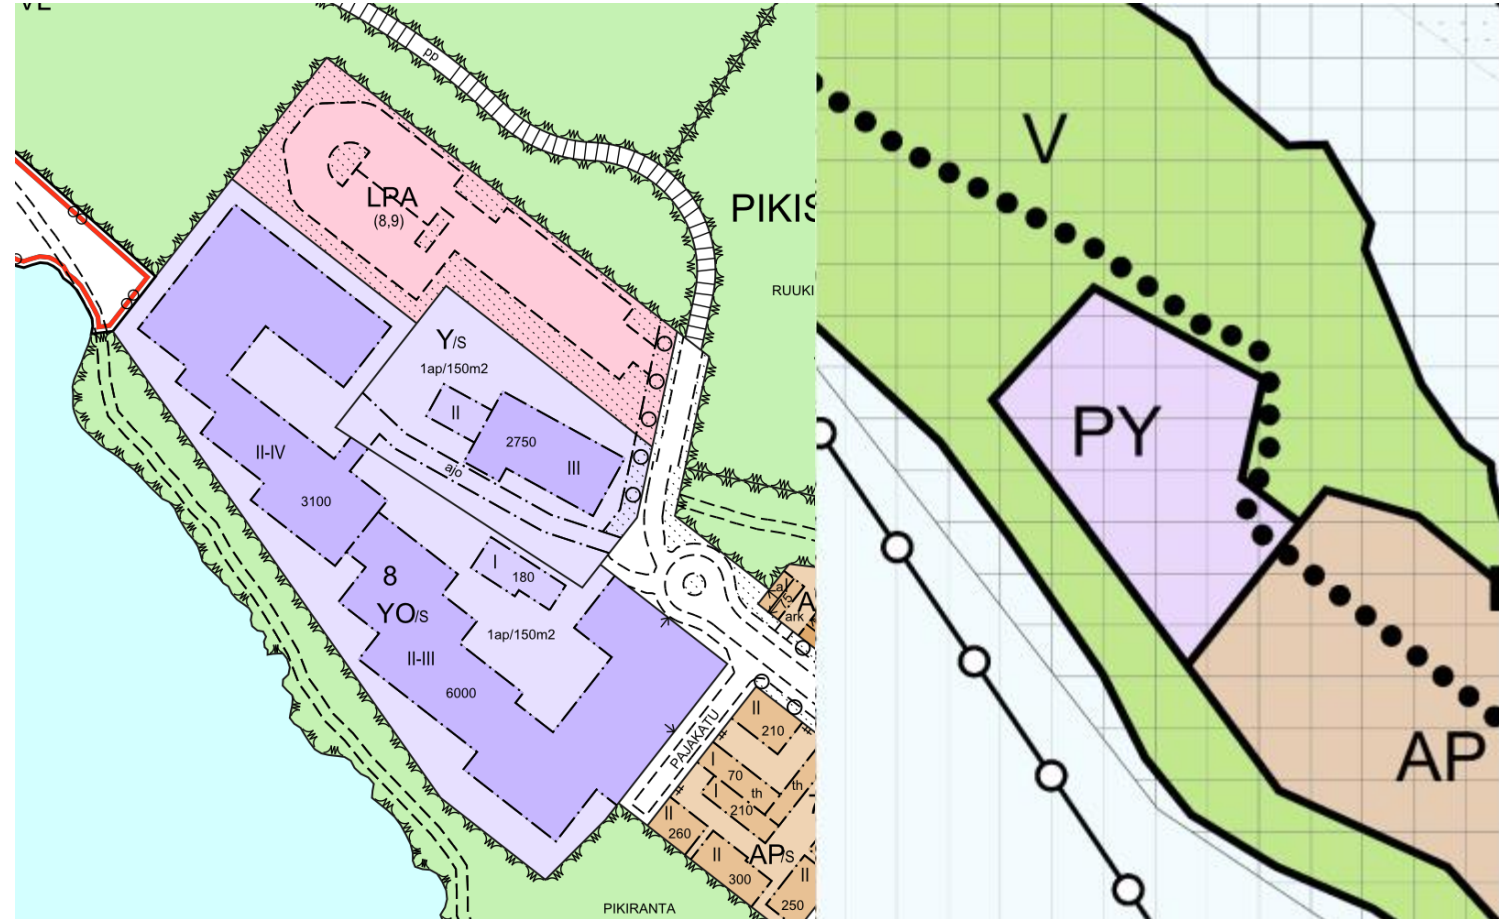 pp
LPA
(8,9)
PIKIS
RUUKI
Y/S
1ap/150m2
II
2750
III
ajo
II-IV
3100
8
YO/S
II-III
6000
I
180
1ap/150m2
ark
PAJAKATU
II
210
I
70
I
th
th
210
II
260
II
300
AP/S
II
250
PIKIRANTA
V
PY
AP